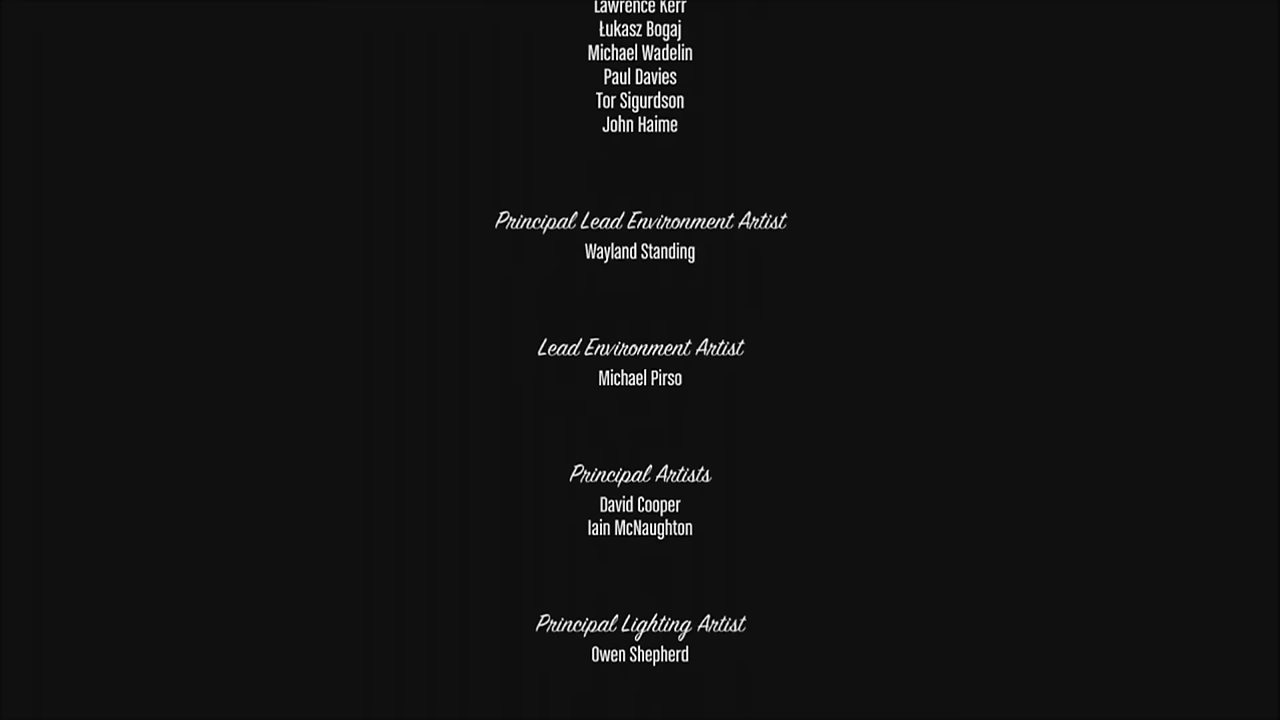 Lawrence Kerr
Łukasz Bogaj
Michael Wadelin
Paul Davies
Tor Sigurdson
John Haime
Principal Lead Environment Artist
Wayland Standing
Lead Environment Artist
Michael Pirso
Principal Artists
David Cooper
Iain McNaughton
Principal Lighting Artist
Owen Shepherd